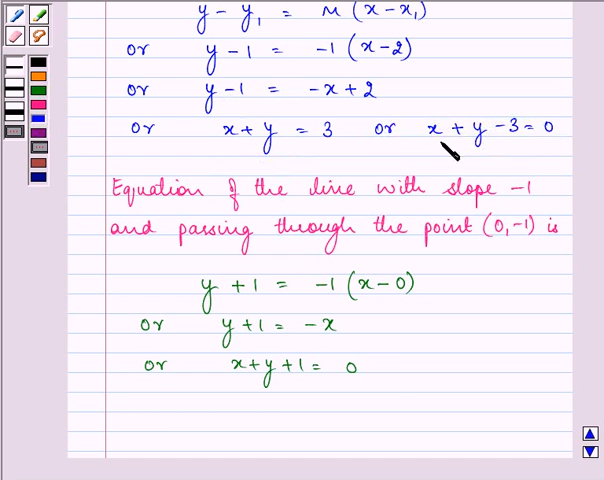 y - y₁ = m (x - x₁)
or y - 1 = -1 (x - 2)
or y - 1 = -x + 2
or x + y = 3 or x + y - 3 = 0
Equation of the line with slope -1
and passing through the point (0, -1) is
y + 1 = -1 (x - 0)
or y + 1 = -x
or x + y + 1 = 0